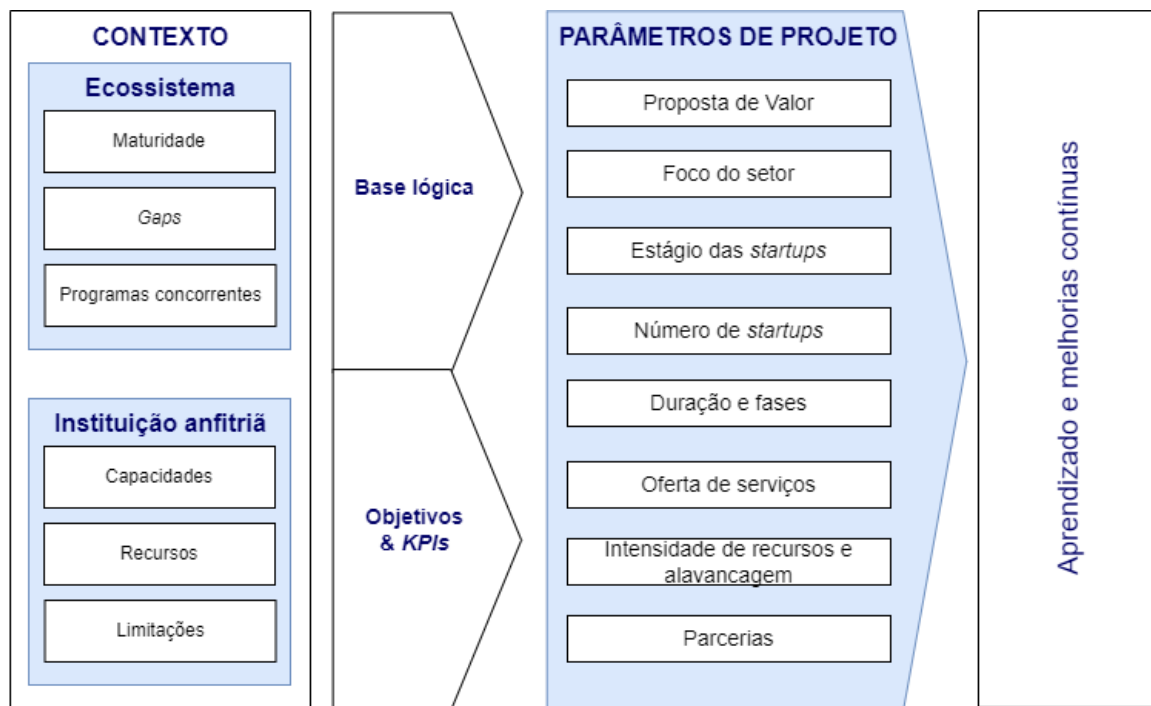 CONTEXTO
Ecossistema
Maturidade
Gaps
Programas concorrentes
Instituição anfitriã
Capacidades
Recursos
Limitações
Base lógica
Objetivos
& KPIs
PARÂMETROS DE PROJETO
Proposta de Valor
Foco do setor
Estágio das startups
Número de startups
Duração e fases
Oferta de serviços
Intensidade de recursos e
alavancagem
Parcerias
Aprendizado e melhorias contínuas